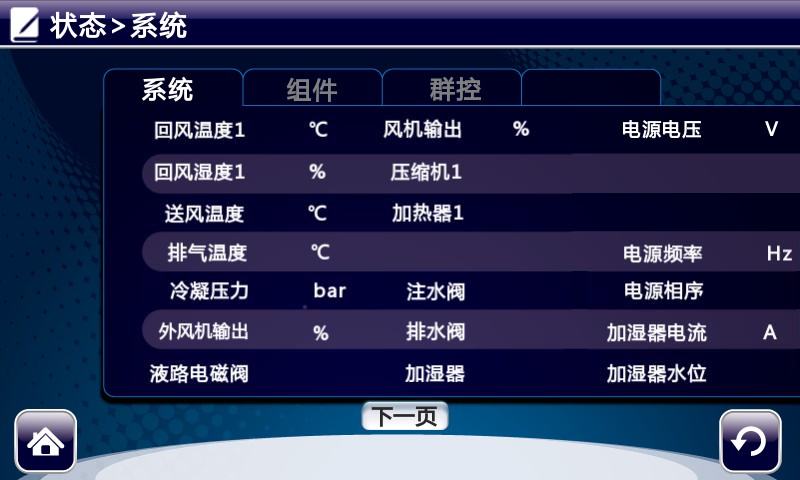 状态>系统
系统 组件 群控
回风温度1 ℃ 风机输出 % 电源电压 V
回风湿度1 % 压缩机1
送风温度 ℃ 加热器1
排气温度 ℃ 电源频率 Hz
冷凝压力 bar 注水阀 电源相序
外风机输出 % 排水阀 加湿器电流 A
液路电磁阀 加湿器 加湿器水位
下一页